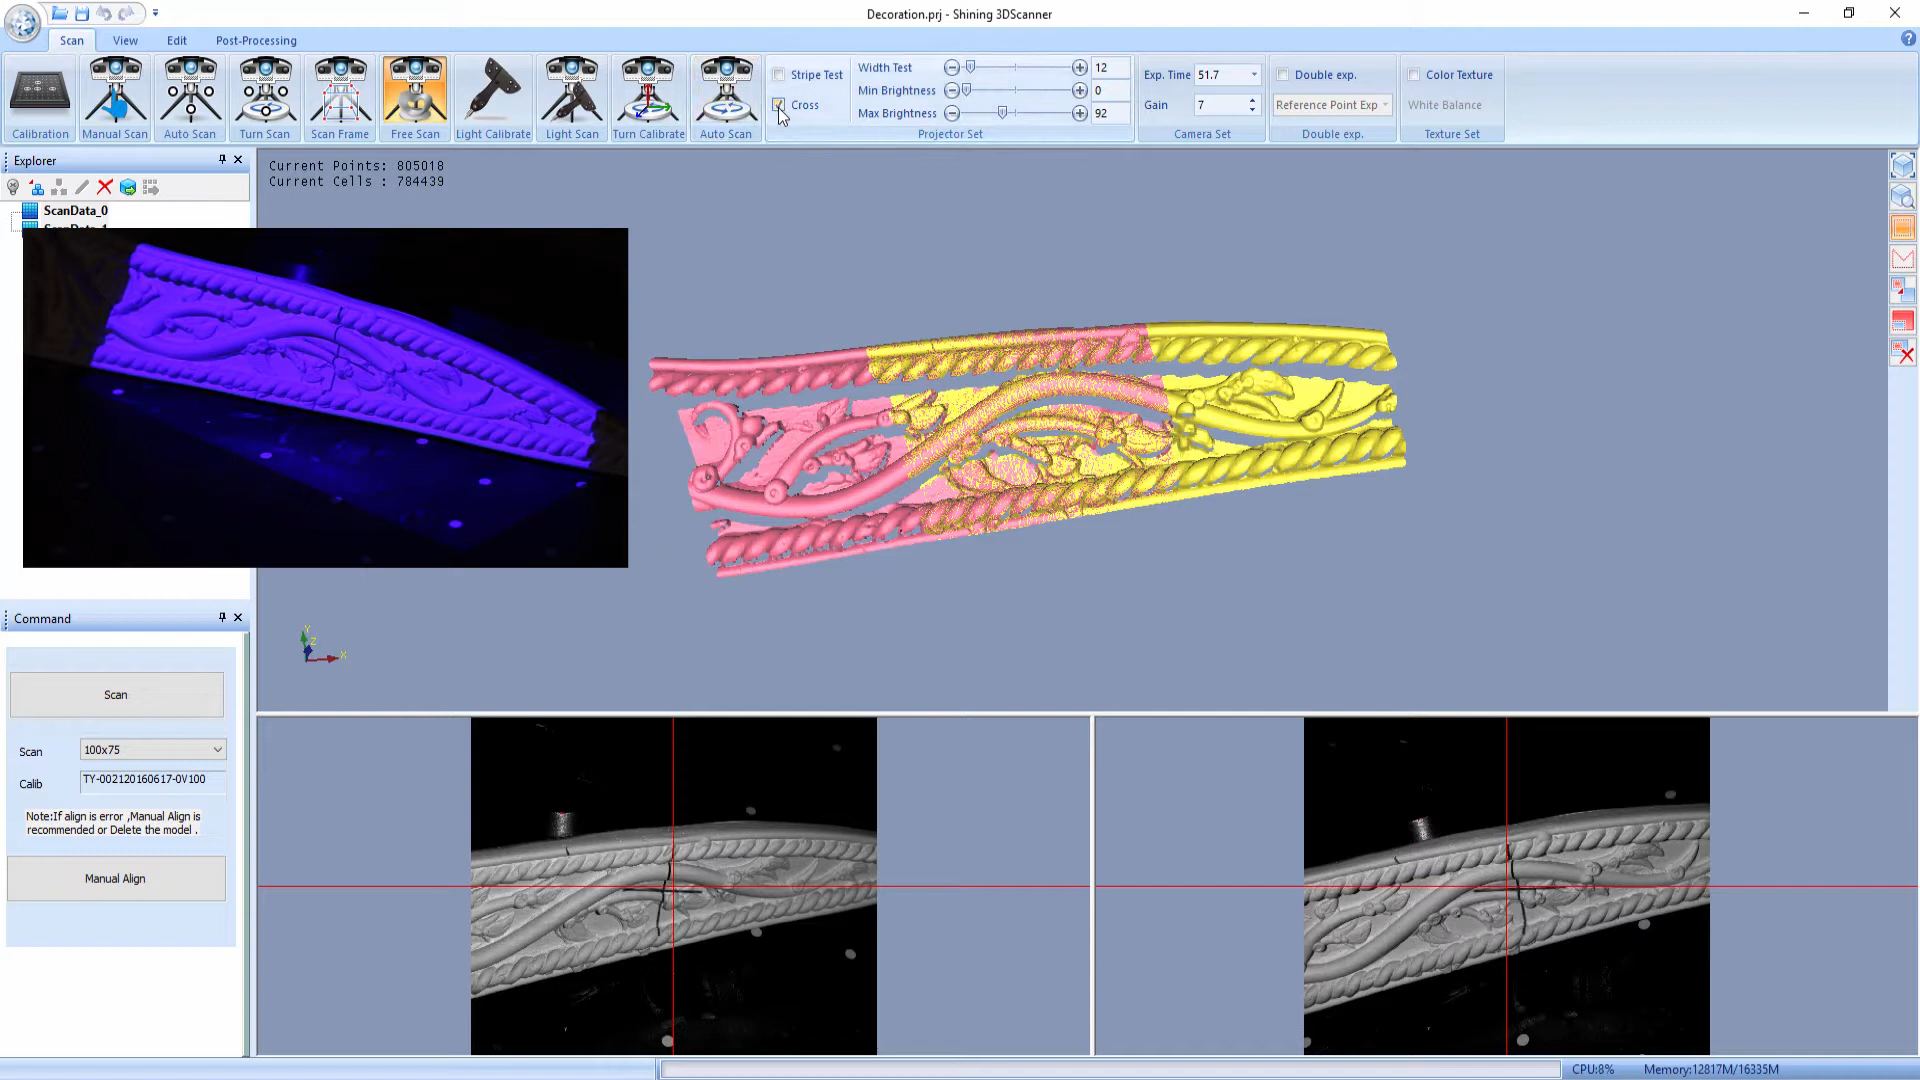 Decoration.prj - Shining 3DScanner
Scan
View
Edit
Post-Processing
Calibration
Manual Scan
Auto Scan
Turn Scan
Scan Frame
Free Scan
Light Calibrate
Light Scan
Turn Calibrate
Auto Scan
Stripe Test
Cross
Width Test
12
Min Brightness
0
Max Brightness
92
Projector Set
Exp. Time
51.7
Gain
7
Camera Set
Double exp.
Reference Point Exp
Double exp.
Color Texture
White Balance
Texture Set
Explorer
ScanData_0
Current Points: 805018
Current Cells : 784439
Y
Z
X
Command
Scan
Scan
100x75
Calib
TY-002120160617-0V100
Note:If align is error ,Manual Align is
recommended or Delete the model .
Manual Align
CPU:8%
Memory:12817M/16335M